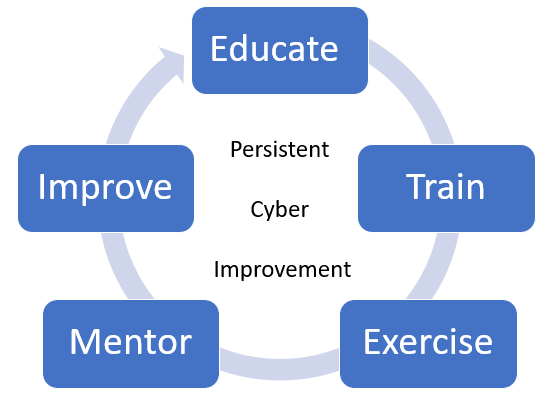 Educate
Train
Exercise
Mentor
Improve
Persistent
Cyber
Improvement